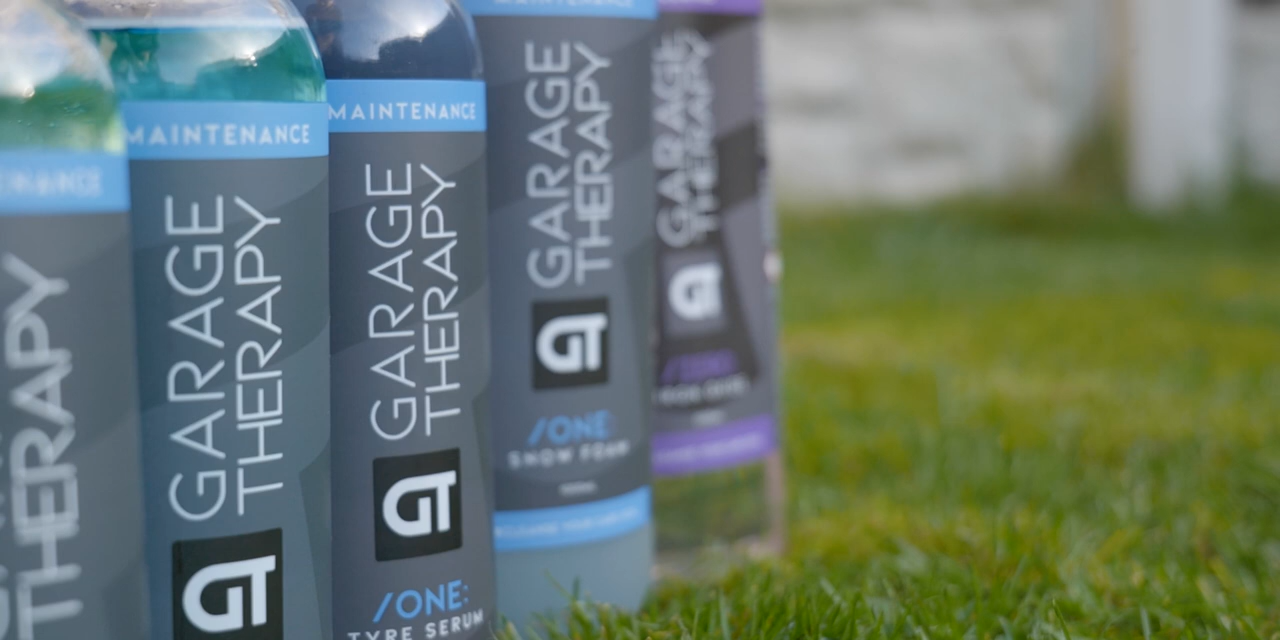 THERAPY
MAINTENANCE
GARAGE
THERAPY
GT
MAINTENANCE
GARAGE
THERAPY
GT
/ONE:
TYRE SERUM
MAINTENANCE
GARAGE
THERAPY
GT
/ONE:
SNOW FOAM
GARAGE
THERAPY
GT